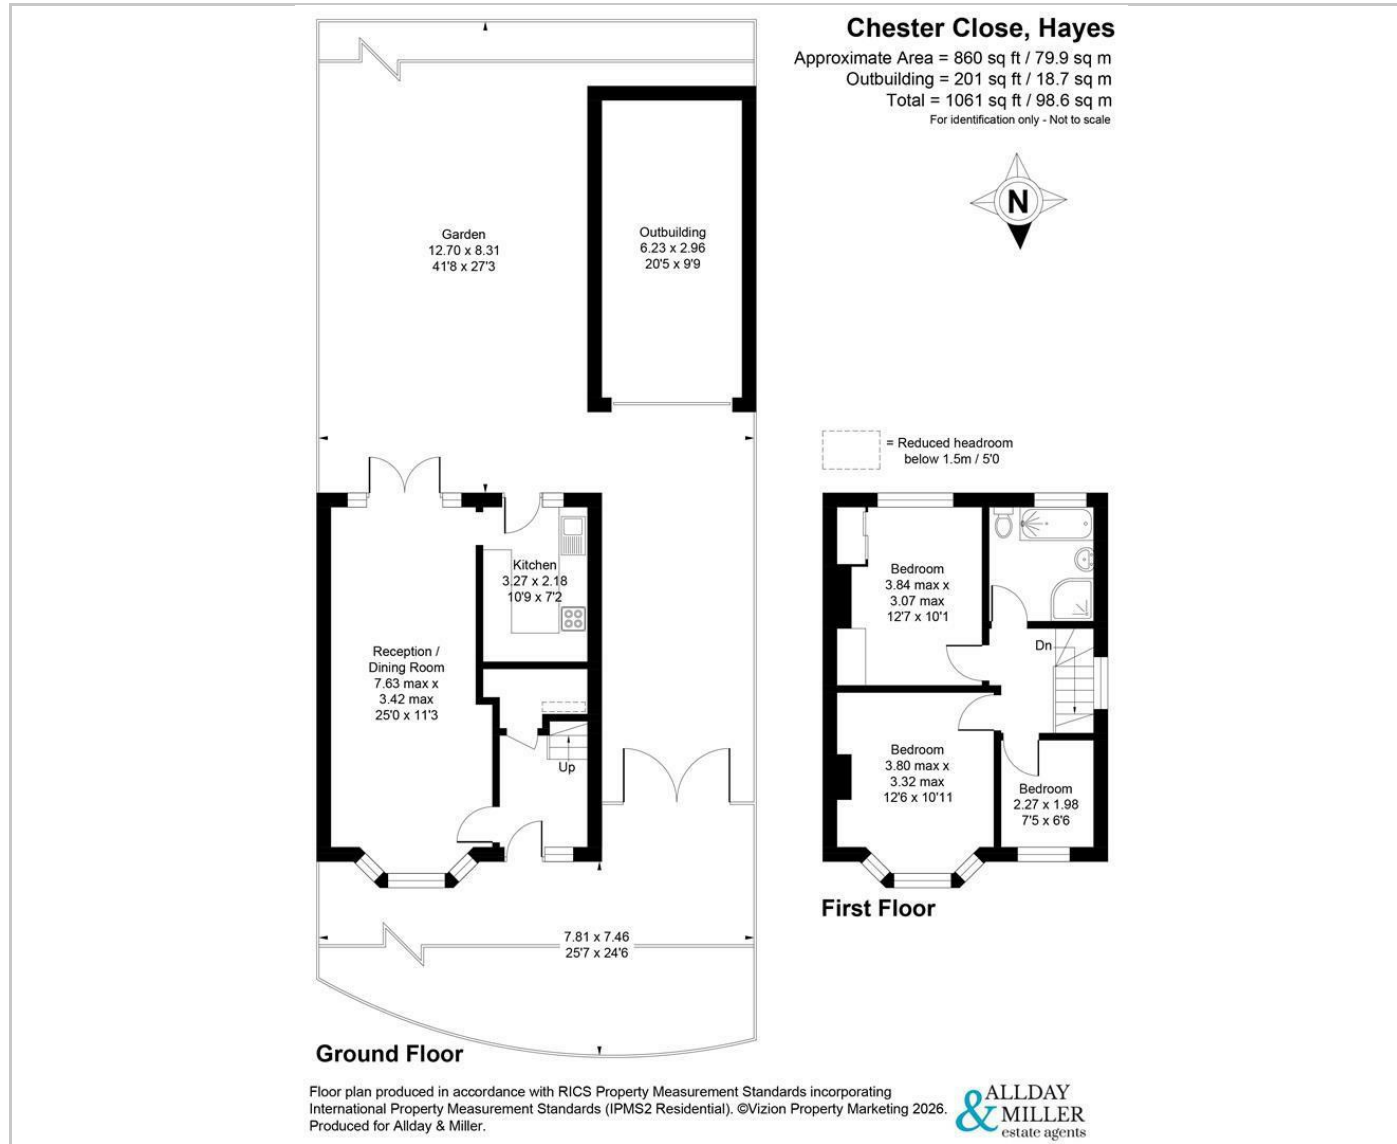 Chester Close, Hayes
Approximate Area = 860 sq ft / 79.9 sq m
Outbuilding = 201 sq ft / 18.7 sq m
Total = 1061 sq ft / 98.6 sq m
For identification only - Not to scale
N
Garden
12.70 x 8.31
41'8 x 27'3
Outbuilding
6.23 x 2.96
20'5 x 9'9
= Reduced headroom
below 1.5m / 5'0
Kitchen
3.27 x 2.18
10'9 x 7'2
Reception /
Dining Room
7.63 max x
3.42 max
25'0 x 11'3
Up
7.81 x 7.46
25'7 x 24'6
Ground Floor
Bedroom
3.84 max x
3.07 max
12'7 x 10'1
Dn
Bedroom
3.80 max x
3.32 max
12'6 x 10'11
Bedroom
2.27 x 1.98
7'5 x 6'6
First Floor
Floor plan produced in accordance with RICS Property Measurement Standards incorporating
International Property Measurement Standards (IPMS2 Residential). ©Vizion Property Marketing 2026.
Produced for Allday & Miller.
ALLDAY
& MILLER
estate agents